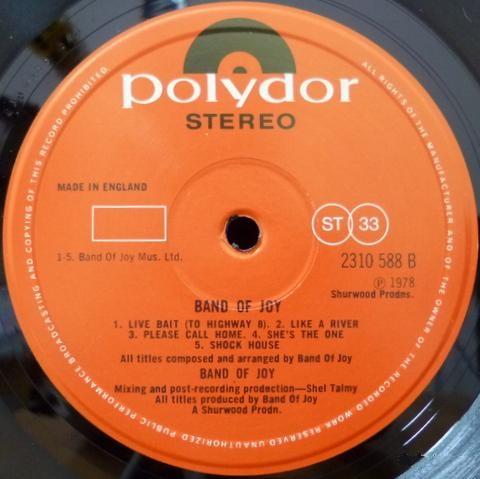 polydor
STEREO
MADE IN ENGLAND
ST 33
1-5. Band Of Joy Mus. Ltd.
2310 588 B
℗ 1978
Shurwood Prodns.
BAND OF JOY
1. LIVE BAIT (TO HIGHWAY 8). 2. LIKE A RIVER
3. PLEASE CALL HOME. 4. SHE'S THE ONE
5. SHOCK HOUSE
All titles composed and arranged by Band Of Joy
BAND OF JOY
Mixing and post-recording production—Shel Talmy
All titles produced by Band Of Joy
A Shurwood Prodn.
ALL RIGHTS OF THE MANUFACTURER AND OF THE OWNER OF THE RECORDED WORK RESERVED UNAUTHORIZED PUBLIC PERFORMANCE BROADCASTING AND COPYING OF THIS RECORD PROHIBITED.